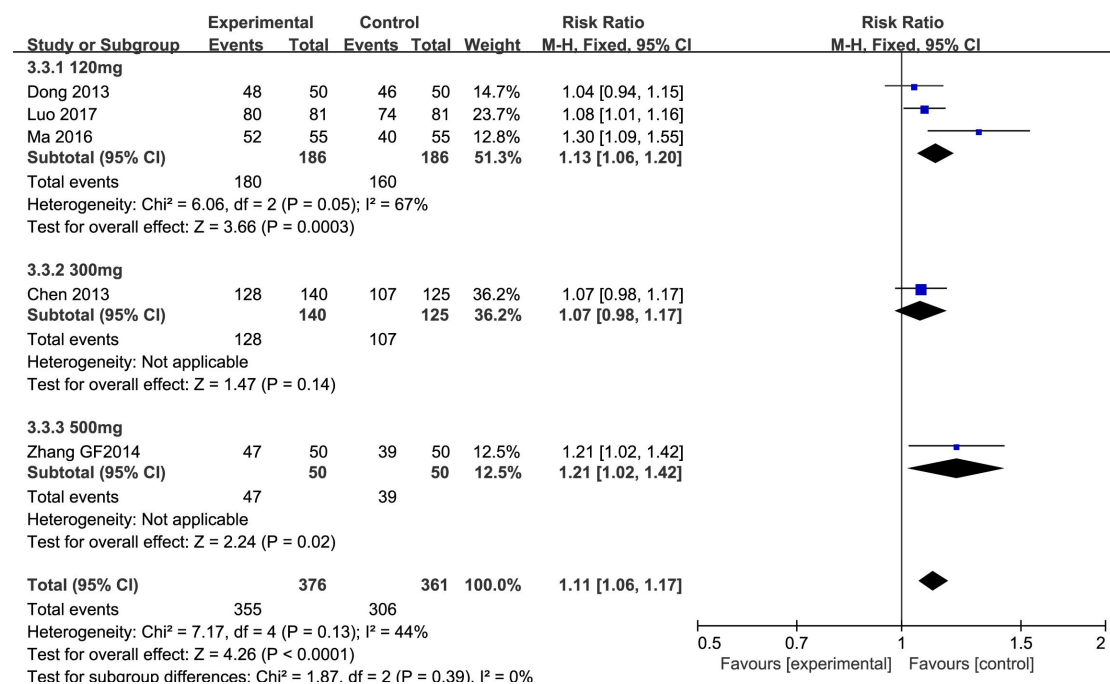 Experimental Control Risk Ratio Risk Ratio
Study or Subgroup Events Total Events Total Weight M-H, Fixed, 95% CI M-H, Fixed, 95% CI
3.3.1 120mg
Dong 2013 48 50 46 50 14.7% 1.04 [0.94, 1.15]
Luo 2017 80 81 74 81 23.7% 1.08 [1.01, 1.16]
Ma 2016 52 55 40 55 12.8% 1.30 [1.09, 1.55]
Subtotal (95% CI) 186 186 51.3% 1.13 [1.06, 1.20]
Total events 180 160
Heterogeneity: Chi² = 6.06, df = 2 (P = 0.05); I² = 67%
Test for overall effect: Z = 3.66 (P = 0.0003)
3.3.2 300mg
Chen 2013 128 140 107 125 36.2% 1.07 [0.98, 1.17]
Subtotal (95% CI) 140 125 36.2% 1.07 [0.98, 1.17]
Total events 128 107
Heterogeneity: Not applicable
Test for overall effect: Z = 1.47 (P = 0.14)
3.3.3 500mg
Zhang GF2014 47 50 39 50 12.5% 1.21 [1.02, 1.42]
Subtotal (95% CI) 50 50 12.5% 1.21 [1.02, 1.42]
Total events 47 39
Heterogeneity: Not applicable
Test for overall effect: Z = 2.24 (P = 0.02)
Total (95% CI) 376 361 100.0% 1.11 [1.06, 1.17]
Total events 355 306
Heterogeneity: Chi² = 7.17, df = 4 (P = 0.13); I² = 44%
Test for overall effect: Z = 4.26 (P < 0.0001)
Test for subgroup differences: Chi² = 1.87, df = 2 (P = 0.39), I² = 0%
0.5 0.7 1 1.5 2
Favours [experimental] Favours [control]